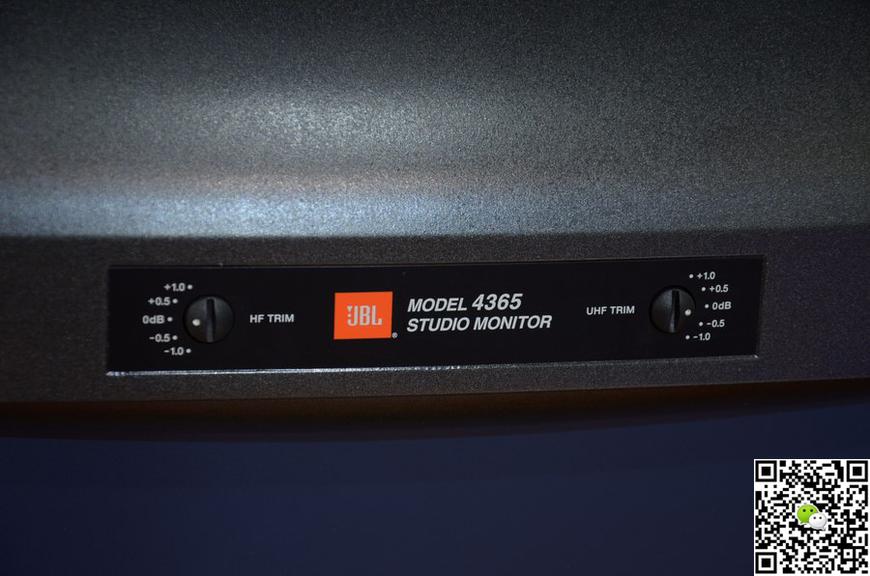 +1.0
+0.5
0dB
-0.5
-1.0
HF TRIM
JBL
®
MODEL 4365
STUDIO MONITOR
UHF TRIM
+1.0
+0.5
0dB
-0.5
-1.0